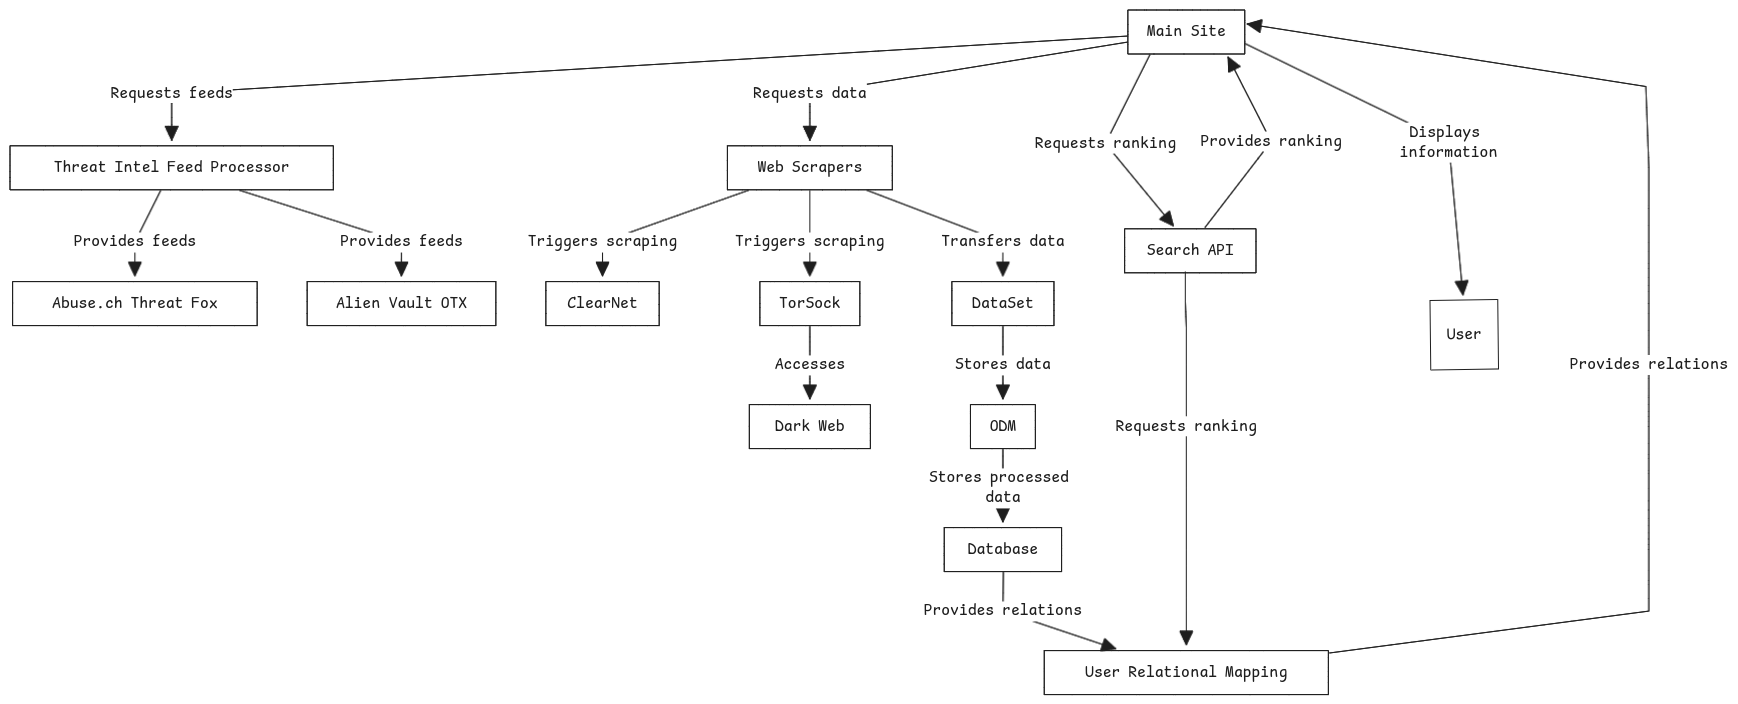 Main Site
Requests feeds
Requests data
Requests ranking
Provides ranking
Displays
information
Threat Intel Feed Processor
Web Scrapers
Provides feeds
Provides feeds
Triggers scraping
Triggers scraping
Transfers data
Search API
Abuse.ch Threat Fox
Alien Vault OTX
ClearNet
TorSock
DataSet
User
Accesses
Stores data
Provides relations
Dark Web
ODM
Requests ranking
Stores processed
data
Database
Provides relations
User Relational Mapping